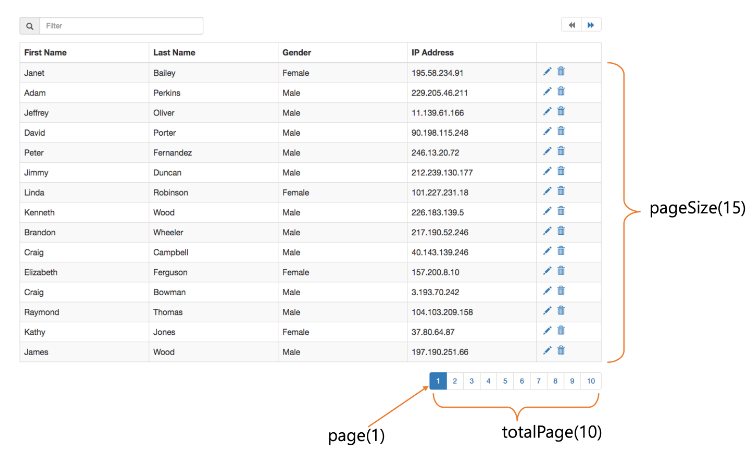 Filter
First Name Last Name Gender IP Address
Janet Bailey Female 195.58.234.91
Adam Perkins Male 229.205.46.211
Jeffrey Oliver Male 11.139.61.166
David Porter Male 90.198.115.248
Peter Fernandez Male 246.13.20.72
Jimmy Duncan Male 212.239.130.177
Linda Robinson Female 101.227.231.18
Kenneth Wood Male 226.183.139.5
Brandon Wheeler Male 217.190.52.246
Craig Campbell Male 40.143.139.246
Elizabeth Ferguson Female 157.200.8.10
Craig Bowman Male 3.193.70.242
Raymond Thomas Male 104.103.209.158
Kathy Jones Female 37.80.64.87
James Wood Male 197.190.251.66
pageSize(15)
1 2 3 4 5 6 7 8 9 10
page(1)
totalPage(10)